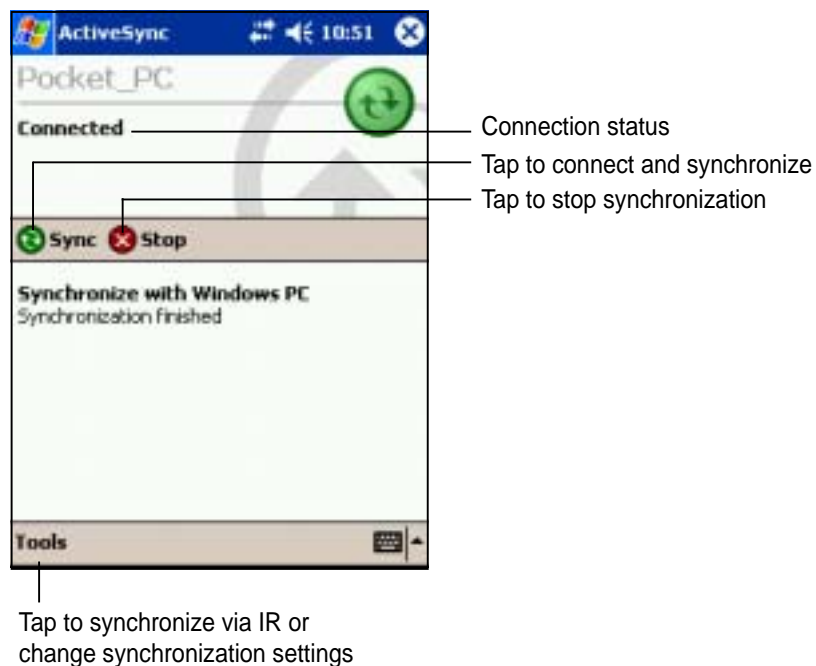 ActiveSync 10:51
Pocket_PC
Connected
Connection status
Tap to connect and synchronize
Tap to stop synchronization
Sync Stop
Synchronize with Windows PC
Synchronization finished
Tools
Tap to synchronize via IR or
change synchronization settings